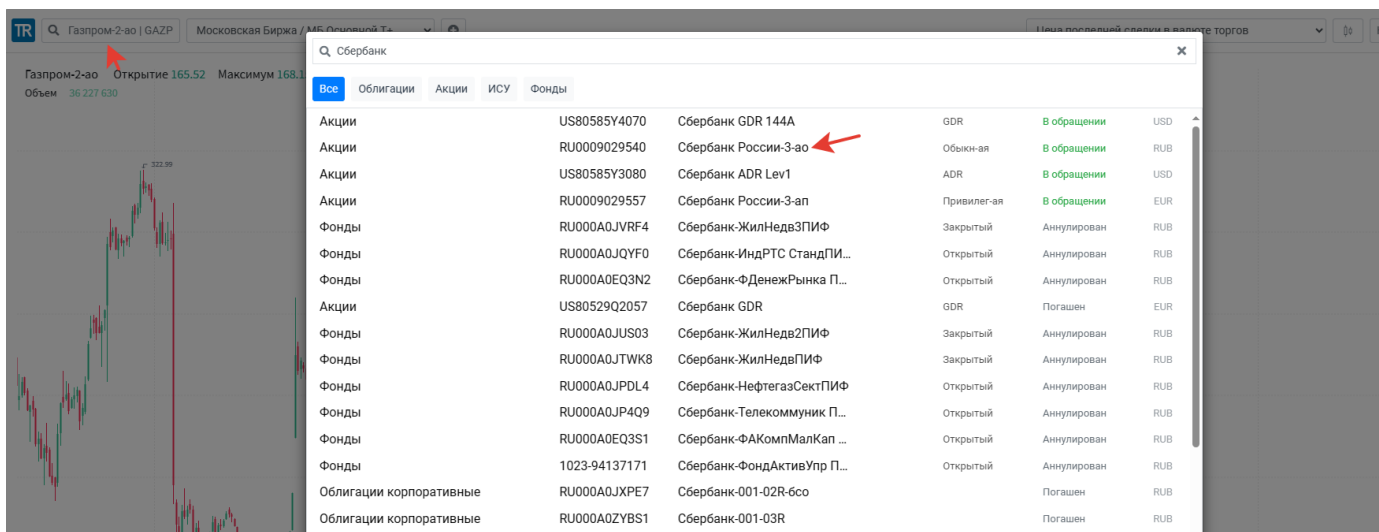 TR Газпром-2-ао | GAZP Московская Биржа / МБ Основной Т+ Цена последней сделки в валюте торгов
Сбербанк
Газпром-2-ао Открытие 165.52 Максимум 168.1
Объем 36 227 630
Все Облигации Акции ИСУ Фонды
Акции US80585Y4070 Сбербанк GDR 144A GDR В обращении USD
Акции RU0009029540 Сбербанк России-3-ао Обыкн-ая В обращении RUB
322.99
Акции US80585Y3080 Сбербанк ADR Lev1 ADR В обращении USD
Акции RU0009029557 Сбербанк России-3-ап Привилег-ая В обращении EUR
Фонды RU000A0JVRF4 Сбербанк-ЖилНедв3ПИФ Закрытый Аннулирован RUB
Фонды RU000A0JQYF0 Сбербанк-ИндРТС СтандПИ... Открытый Аннулирован RUB
Фонды RU000A0EQ3N2 Сбербанк-ФДенежРынка П... Открытый Аннулирован RUB
Акции US80529Q2057 Сбербанк GDR GDR Погашен EUR
Фонды RU000A0JUS03 Сбербанк-ЖилНедв2ПИФ Закрытый Аннулирован RUB
Фонды RU000A0JTWK8 Сбербанк-ЖилНедвПИФ Закрытый Аннулирован RUB
Фонды RU000A0JPDL4 Сбербанк-НефтегазСектПИФ Открытый Аннулирован RUB
Фонды RU000A0JP4Q9 Сбербанк-Телекоммуник П... Открытый Аннулирован RUB
Фонды RU000A0EQ3S1 Сбербанк-ФАКомпМалКап ... Открытый Аннулирован RUB
Фонды 1023-94137171 Сбербанк-ФондАктивУпр П... Открытый Аннулирован RUB
Облигации корпоративные RU000A0JXPE7 Сбербанк-001-02R-бсо Погашен RUB
Облигации корпоративные RU000A0ZYBS1 Сбербанк-001-03R Погашен RUB